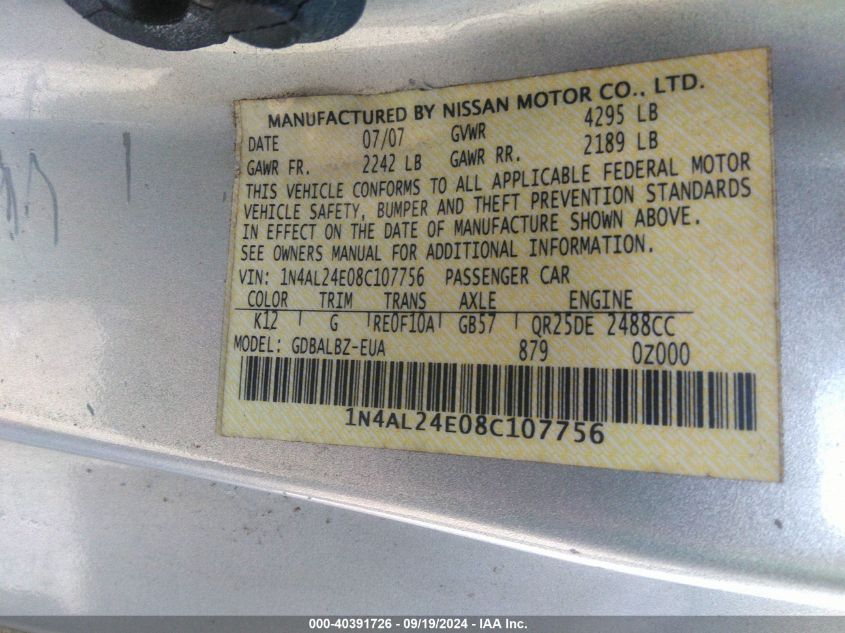 MANUFACTURED BY NISSAN MOTOR CO., LTD.
DATE 07/07 GVWR 4295 LB
GAWR FR. 2242 LB GAWR RR. 2189 LB
THIS VEHICLE CONFORMS TO ALL APPLICABLE FEDERAL MOTOR
VEHICLE SAFETY, BUMPER AND THEFT PREVENTION STANDARDS
IN EFFECT ON THE DATE OF MANUFACTURE SHOWN ABOVE.
SEE OWNERS MANUAL FOR ADDITIONAL INFORMATION.
VIN: 1N4AL24E08C107756 PASSENGER CAR
COLOR TRIM TRANS AXLE ENGINE
K12 G RE0F10A GB57 QR25DE 2488CC
MODEL: GDBALBZ-EUA 879 0Z000
1N4AL24E08C107756
000-40391726 - 09/19/2024 - IAA Inc.